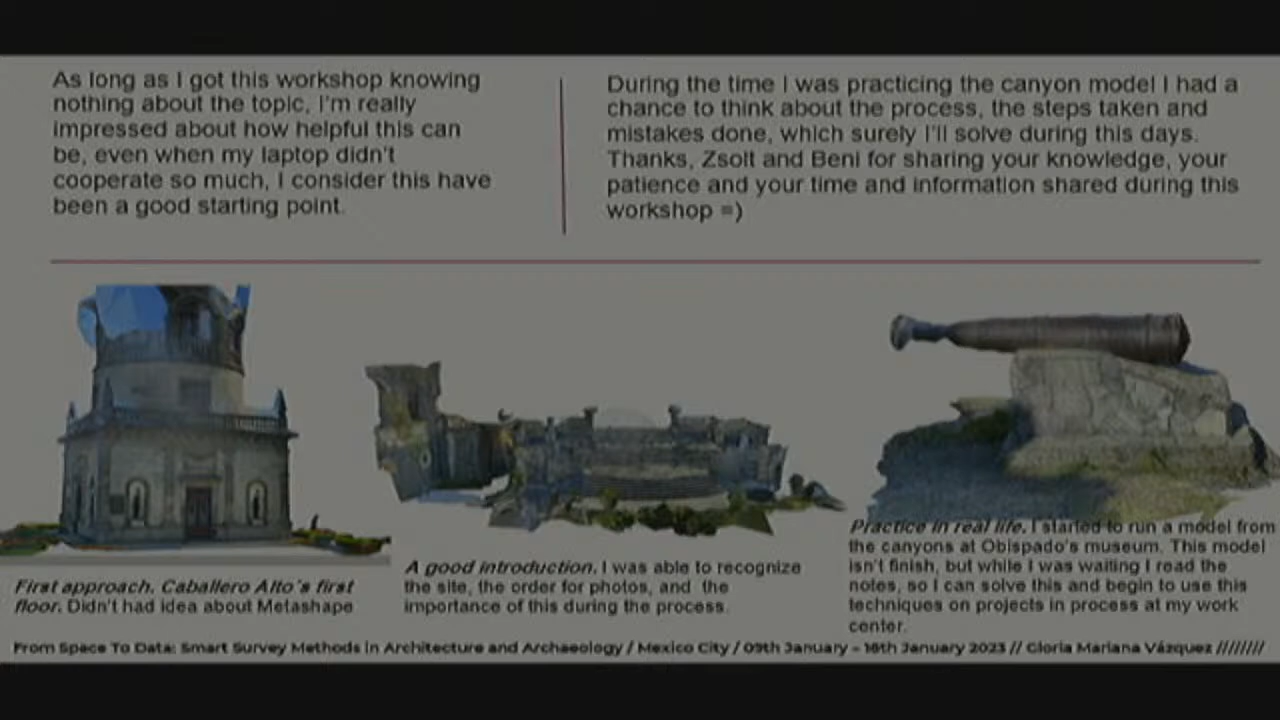 As long as I got this workshop knowing
nothing about the topic, I'm really
impressed about how helpful this can
be, even when my laptop didn't
cooperate so much, I consider this have
been a good starting point.
During the time I was practicing the canyon model I had a
chance to think about the process, the steps taken and
mistakes done, which surely I'll solve during this days.
Thanks, Zsolt and Beni for sharing your knowledge, your
patience and your time and information shared during this
workshop =)
First approach. Caballero Alto's first
floor. Didn't had idea about Metashape
A good introduction. I was able to recognize
the site, the order for photos, and the
importance of this during the process.
Practice in real life. I started to run a model from
the canyons at Obispado's museum. This model
isn't finish, but while I was waiting I read the
notes, so I can solve this and begin to use this
techniques on projects in process at my work
center.
From Space To Data: Smart Survey Methods in Architecture and Archaeology / Mexico City / 09th January - 16th January 2023 // Gloria Mariana Vázquez ////////